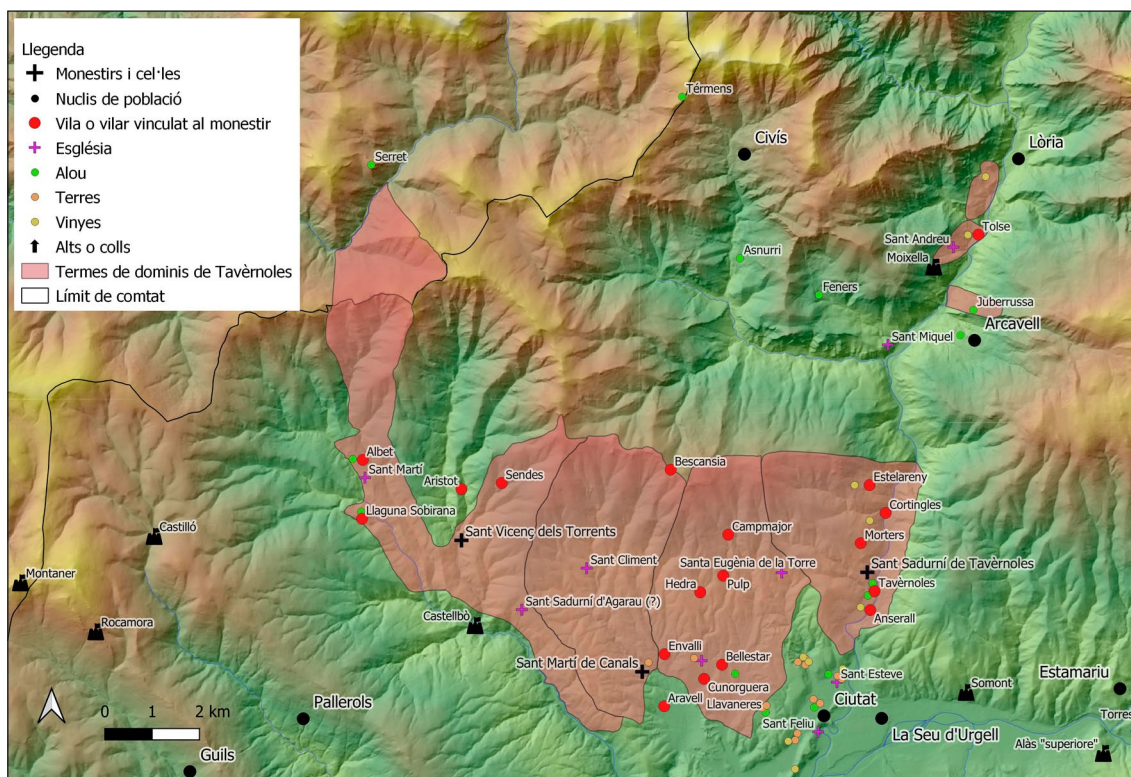 Llegenda
Monestirs i cel·les
Nuclis de població
Vila o vilar vinculat al monestir
Església
Alou
Terres
Vinyes
Alts o colls
Termes de dominis de Tavèrnoles
Límit de comtat
Térmens
Civís
Lòria
Serret
Tolse
Sant Andreu
Moixella
Asnurri
Feners
Juberrussa
Arcavell
Sant Miquel
Albet
Sant Martí
Aristot
Sendes
Bescansia
Estelareny
Cortingles
Llaguna Sobirana
Castilló
Sant Vicenç dels Torrents
Campmajor
Morters
Sant Climent
Santa Eugènia de la Torre
Sant Sadurní de Tavèrnoles
Montaner
Hedra
Pulp
Tavèrnoles
Sant Sadurní d'Agarau (?)
Anserall
Rocamora
Castellbò
Envalli
Sant Martí de Canals
Bellestar
Sant Esteve
Estamariu
Cunorguera
Somont
Pallerols
Aravell
Llavaneres
Ciutat
Torres
0 1 2 km
Sant Feliu
La Seu d'Urgell
Alàs "superiore"
Guils